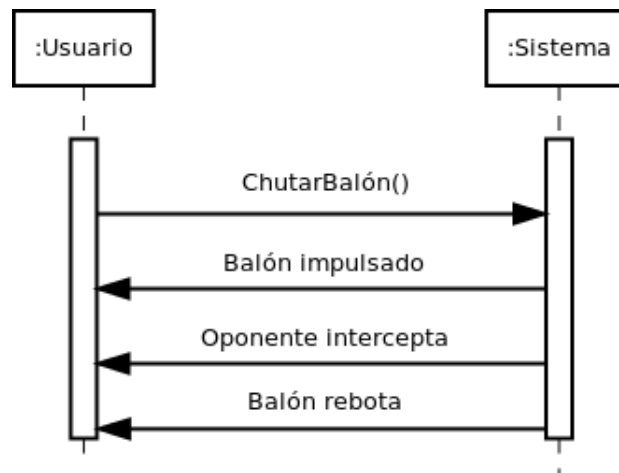 :Usuario
:Sistema
ChutarBalón()
Balón impulsado
Oponente intercepta
Balón rebota